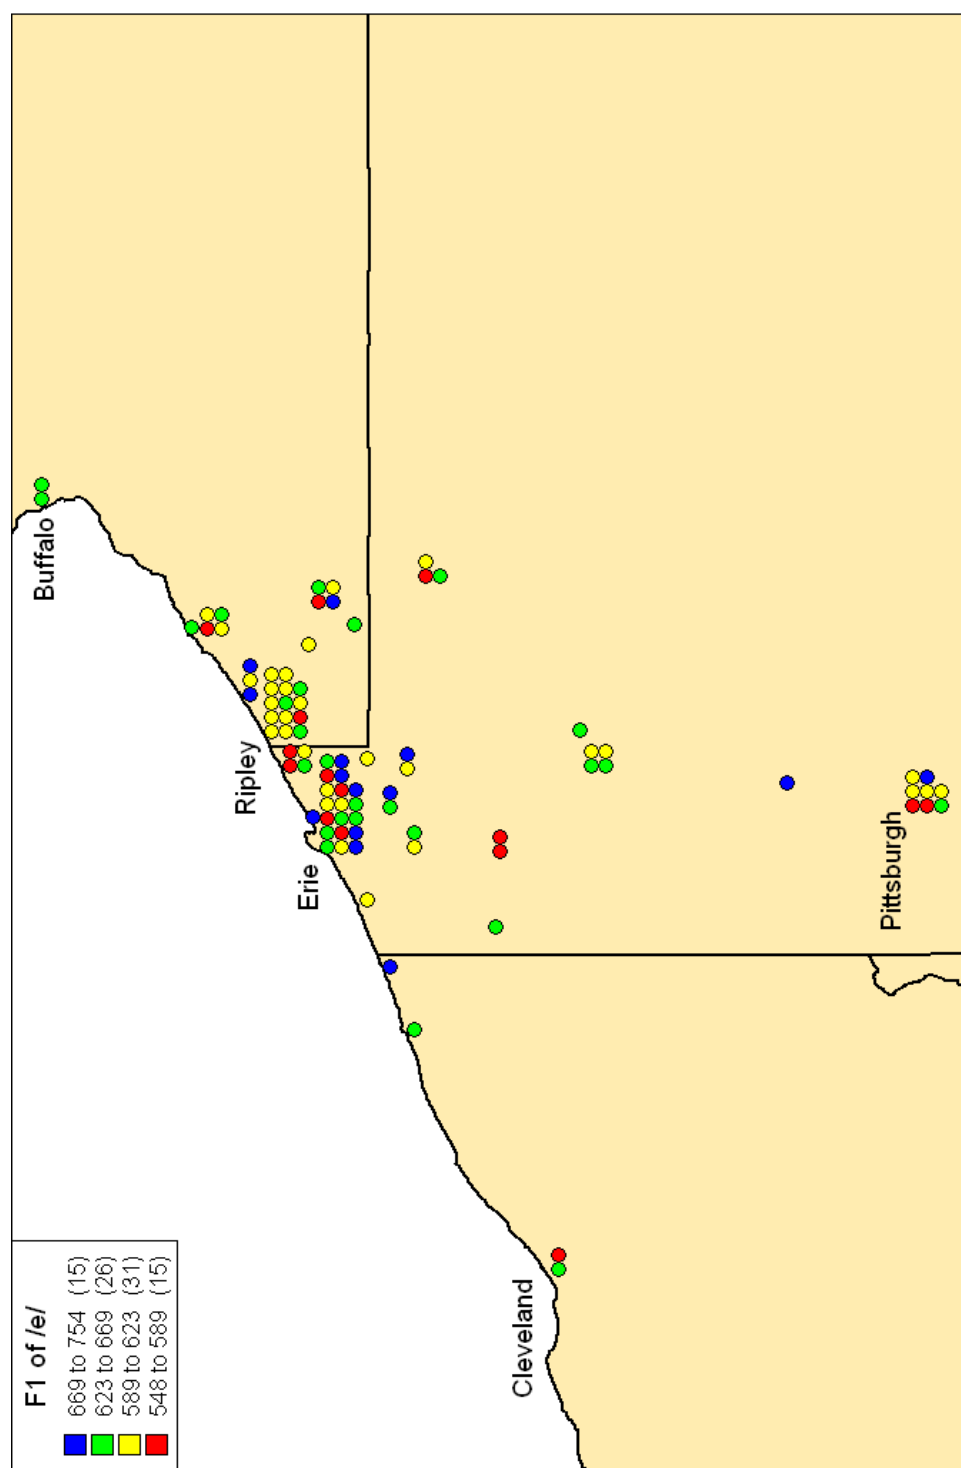 F1 of /e/
669 to 754 (15)
623 to 669 (26)
589 to 623 (31)
548 to 589 (15)
Buffalo
Ripley
Erie
Cleveland
Pittsburgh